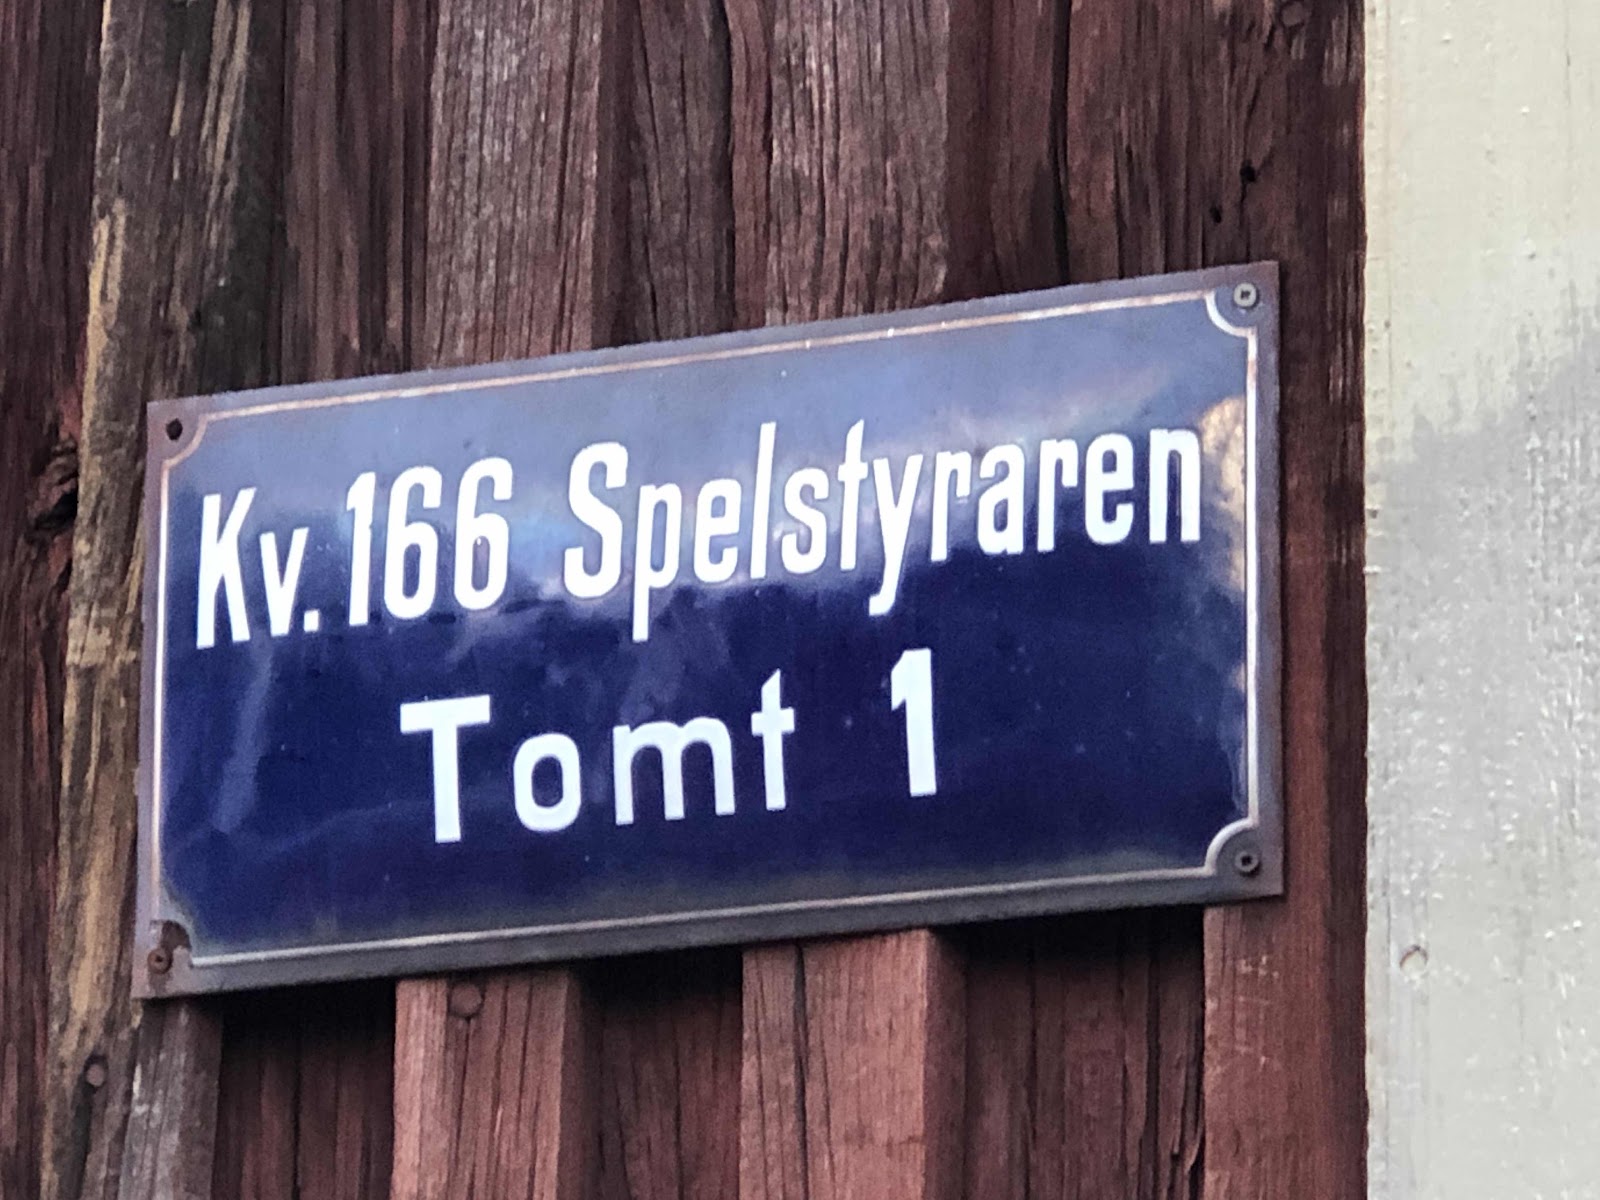 Kv. 166 Spelstyraren
Tomt 1